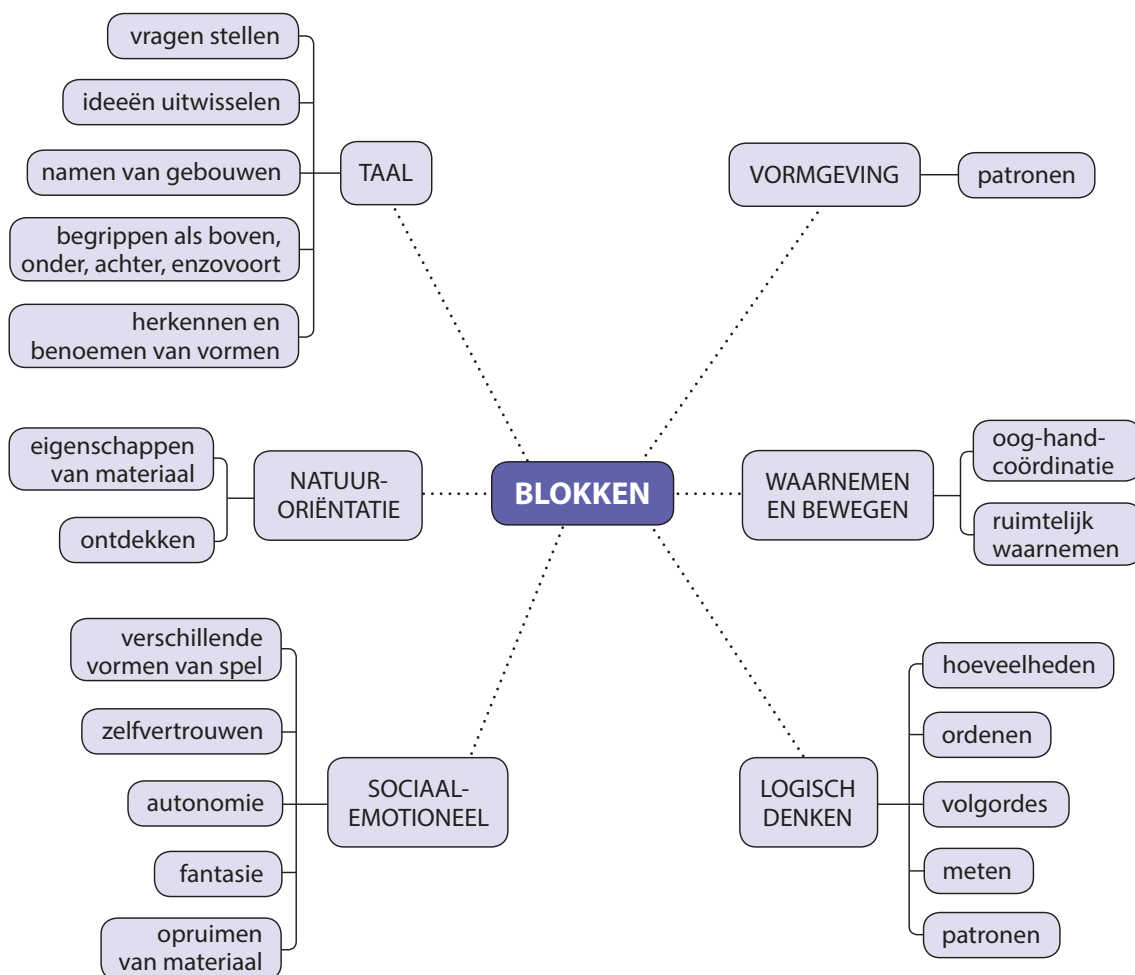 vragen stellen
ideeën uitwisselen
namen van gebouwen
begrippen als boven,
onder, achter, enzovoort
herkennen en
benoemen van vormen
TAAL
VORMGEVING
patronen
eigenschappen
van materiaal
ontdekken
NATUUR-
ORIËNTATIE
BLOKKEN
WAARNEMEN
EN BEWEGEN
oog-hand-
coördinatie
ruimtelijk
waarnemen
verschillende
vormen van spel
zelfvertrouwen
autonomie
fantasie
opruimen
van materiaal
SOCIAAL-
EMOTIONEEL
LOGISCH
DENKEN
hoeveelheden
ordenen
volgordes
meten
patronen